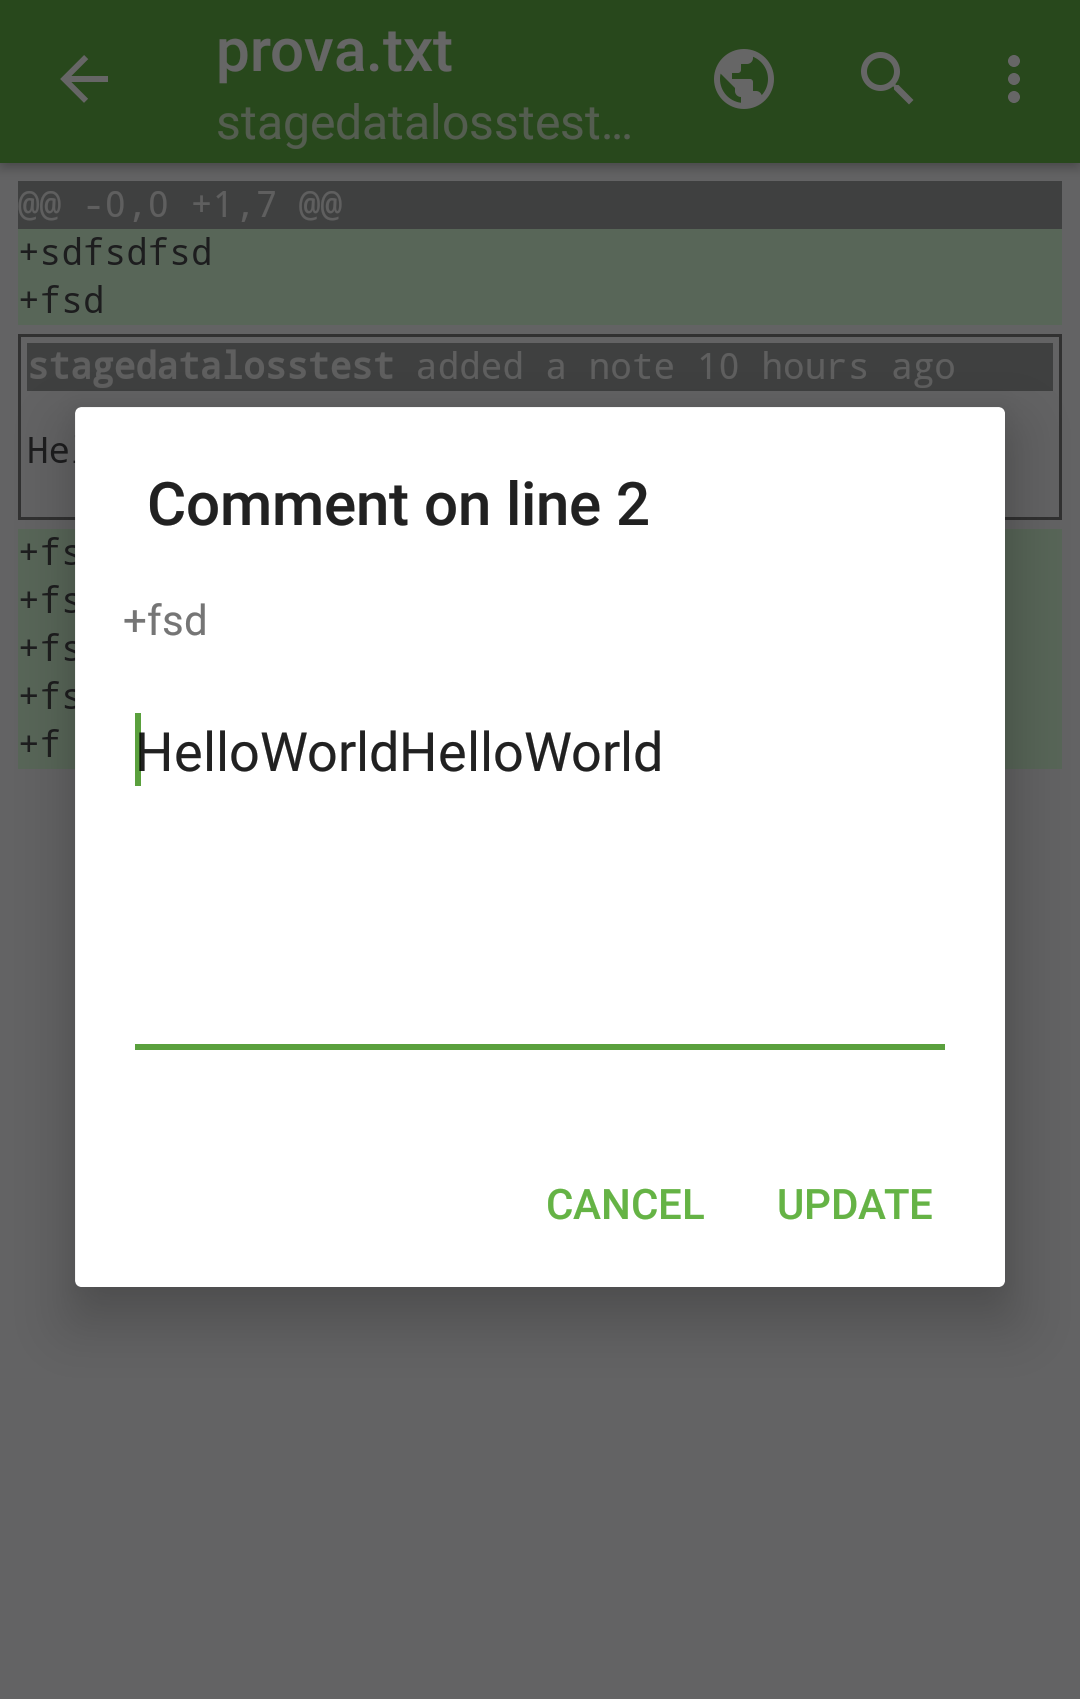 prova.txt
stagedatalosstest...
@@ -0,0 +1,7 @@
+sdfsdfsd
+fsd
stagedatalosstest added a note 10 hours ago
Comment on line 2
+fsd
HelloWorldHelloWorld
+f
CANCEL UPDATE